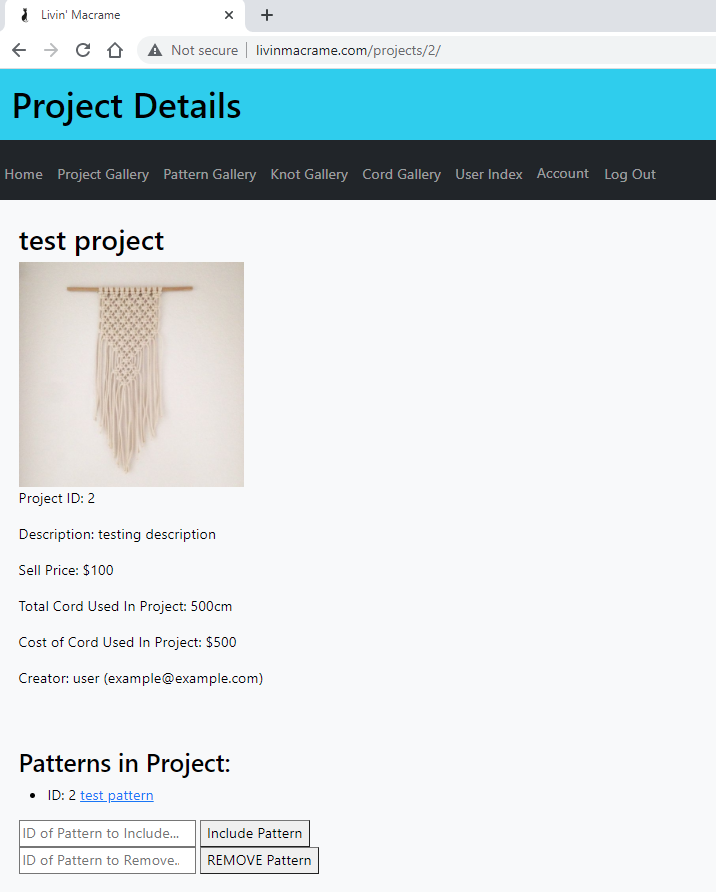 Livin' Macrame
Not secure | livinmacrame.com/projects/2/
Project Details
Home Project Gallery Pattern Gallery Knot Gallery Cord Gallery User Index Account Log Out
test project
Project ID: 2
Description: testing description
Sell Price: $100
Total Cord Used In Project: 500cm
Cost of Cord Used In Project: $500
Creator: user (example@example.com)
Patterns in Project:
• ID: 2 test pattern
ID of Pattern to Include... Include Pattern
ID of Pattern to Remove.. REMOVE Pattern